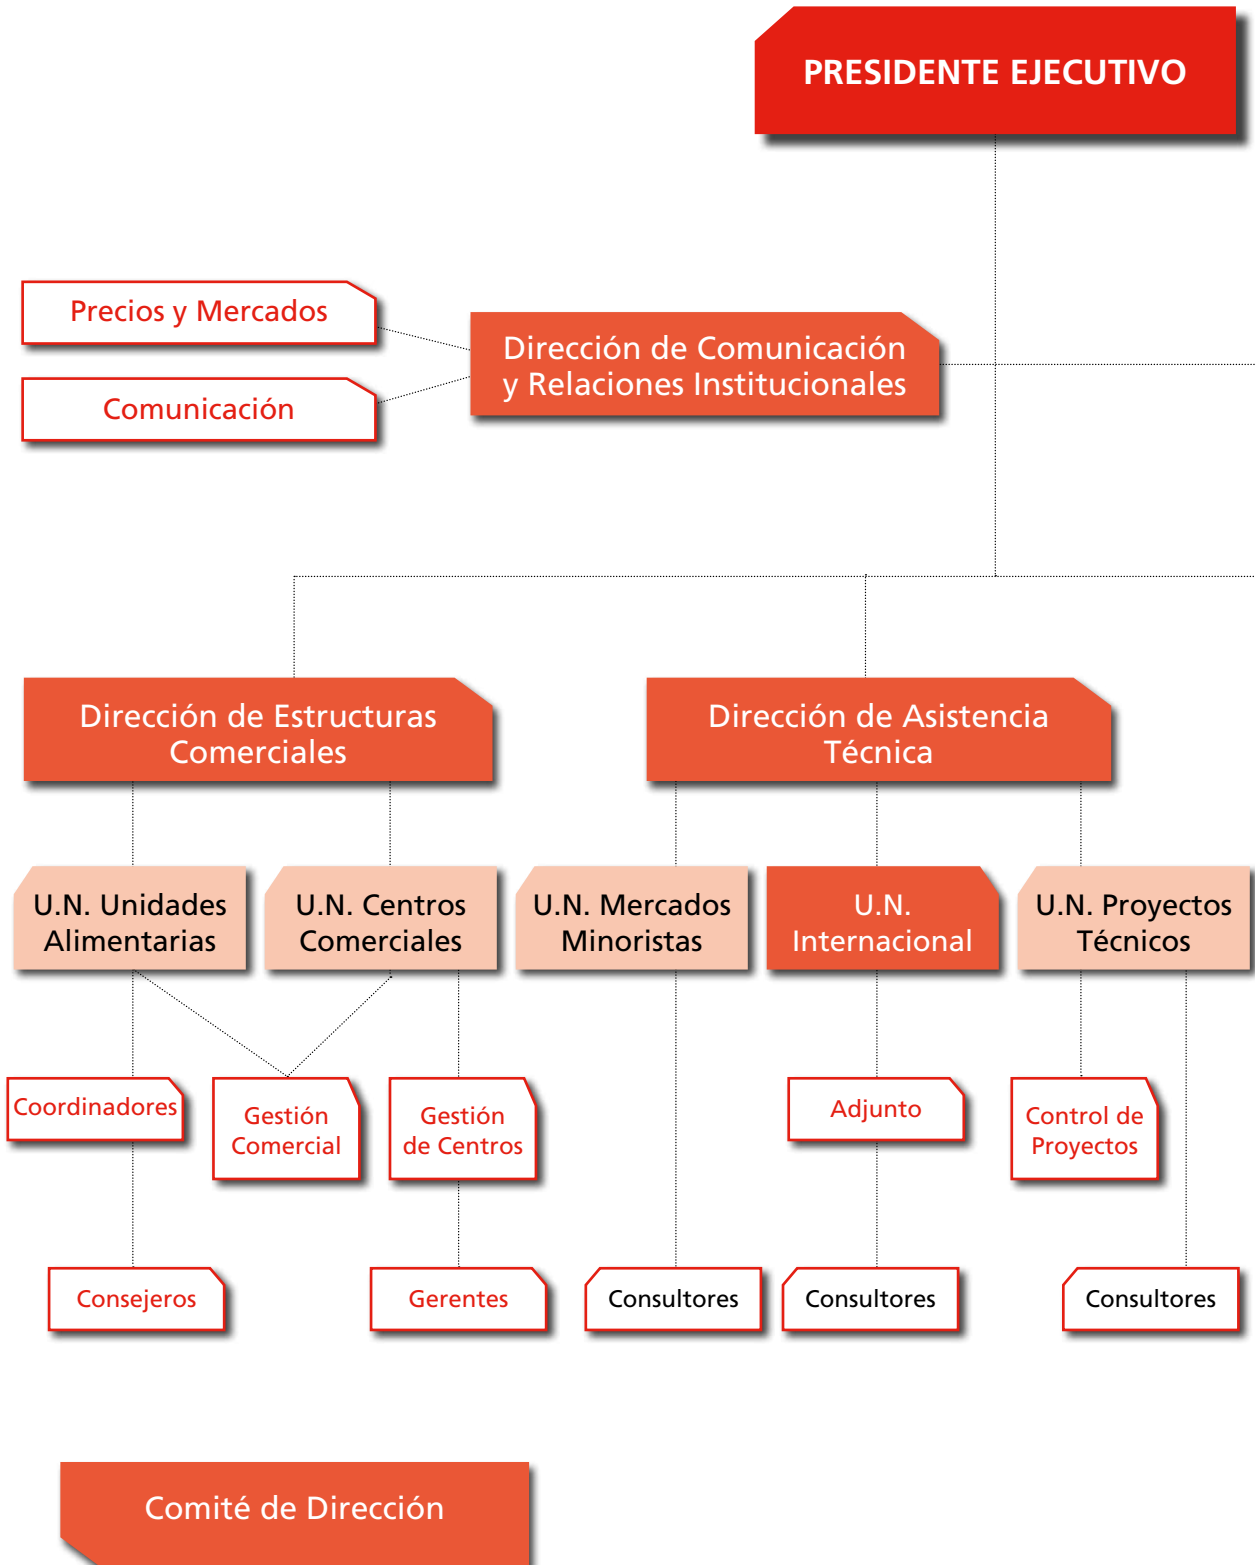 PRESIDENTE EJECUTIVO
Precios y Mercados
Comunicación
Dirección de Comunicación
y Relaciones Institucionales
Dirección de Estructuras
Comerciales
Dirección de Asistencia
Técnica
U.N. Unidades
Alimentarias
U.N. Centros
Comerciales
U.N. Mercados
Minoristas
U.N.
Internacional
U.N. Proyectos
Técnicos
Coordinadores
Gestión
Comercial
Gestión
de Centros
Adjunto
Control de
Proyectos
Consejeros
Gerentes
Consultores
Consultores
Consultores
Comité de Dirección